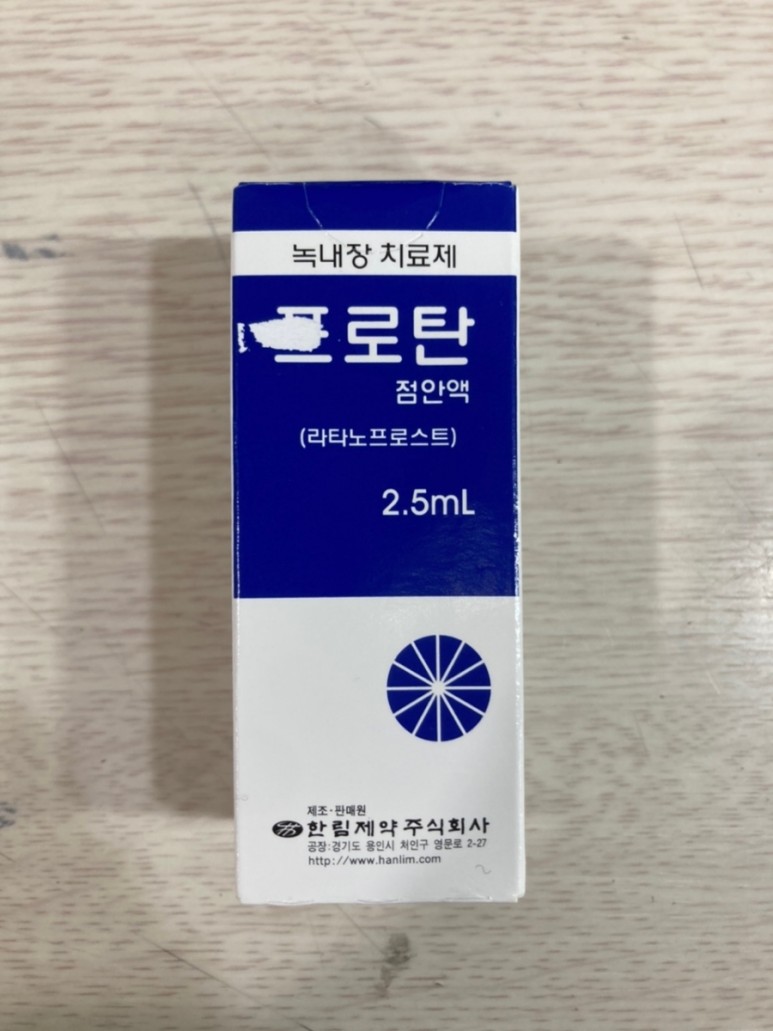 녹내장 치료제
프로탄
점안액
(라타노프로스트)
2.5mL
제조·판매원
한림제약주식회사
공장:경기도 용인시 처인구 영문로 2-27
http://www.hanlim.com